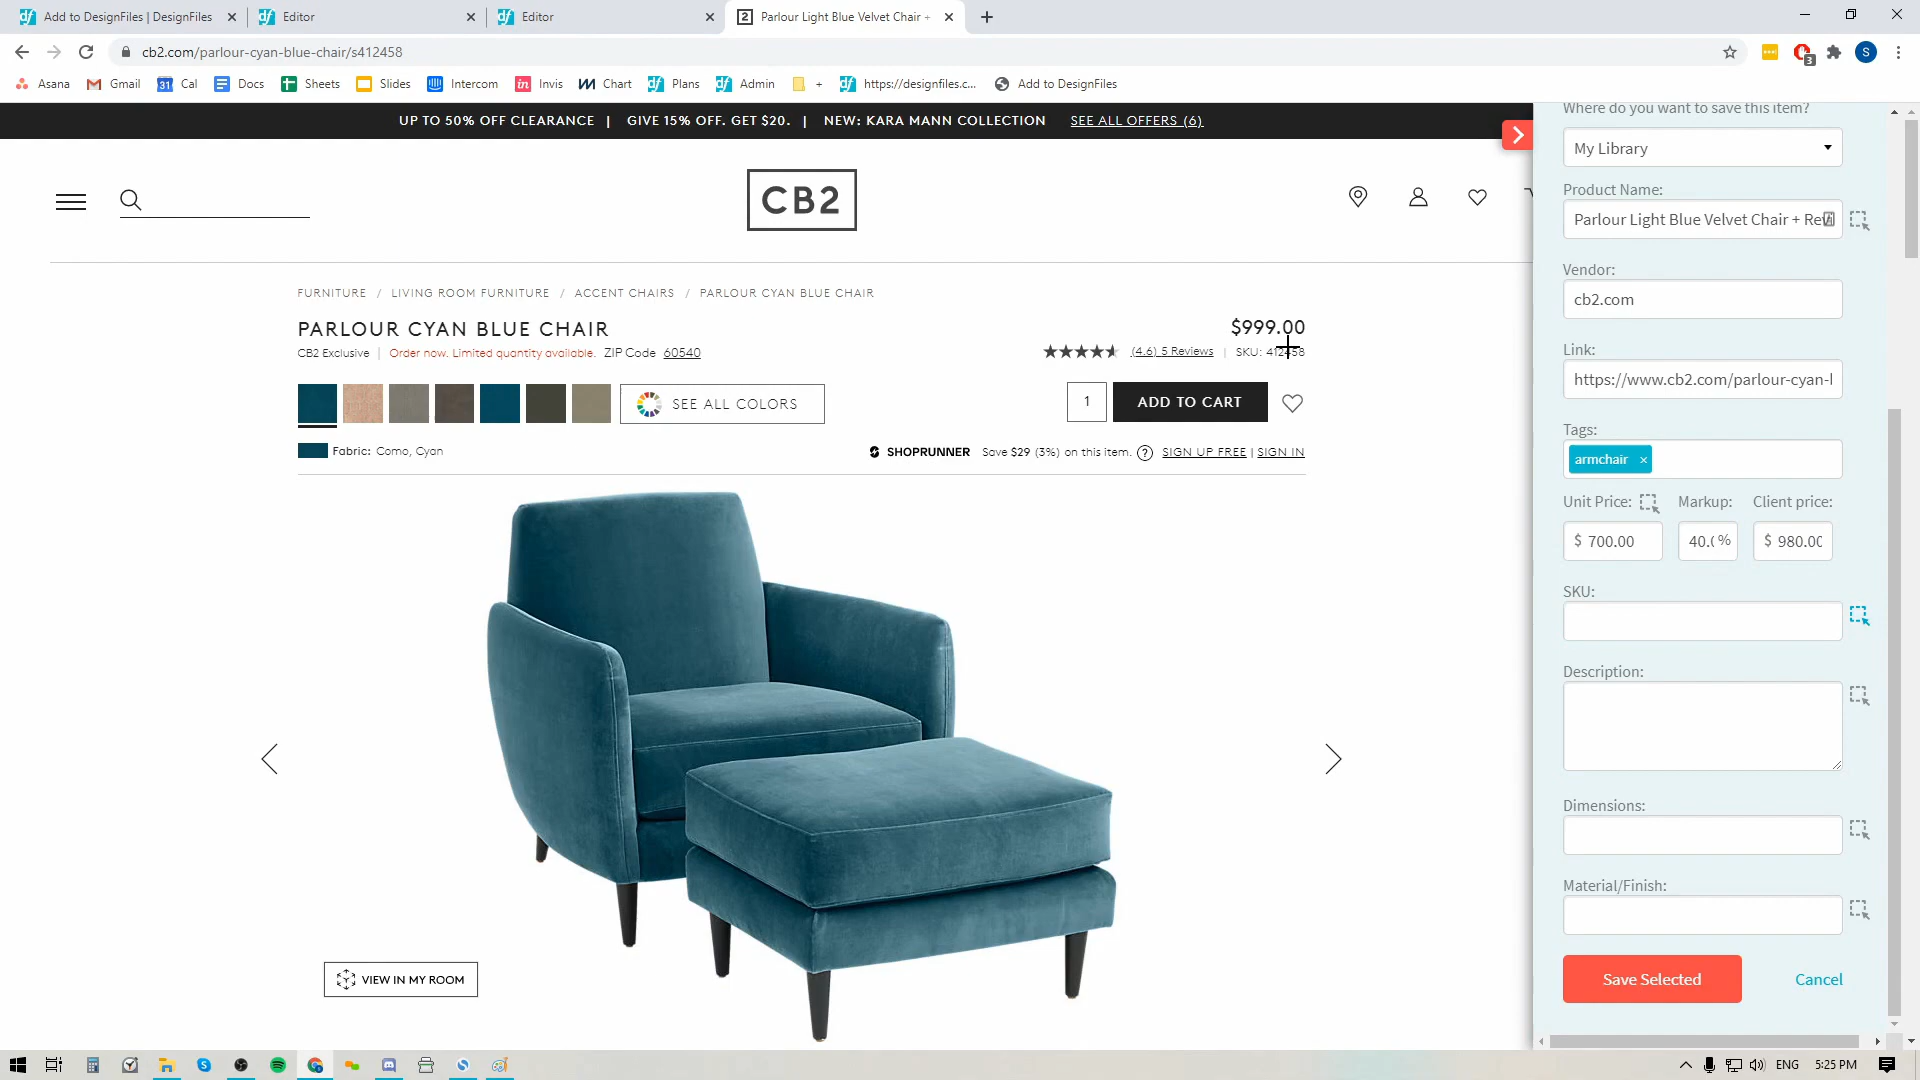 Add to DesignFiles | DesignFiles
Editor
Editor
Parlour Light Blue Velvet Chair +
cb2.com/parlour-cyan-blue-chair/s412458
S
3
Asana
Gmail
Cal
Docs
Sheets
Slides
Intercom
Invis
Chart
Plans
Admin
+
https://designfiles.c...
Add to DesignFiles
UP TO 50% OFF CLEARANCE | GIVE 15% OFF. GET $20. | NEW: KARA MANN COLLECTION SEE ALL OFFERS (6)
CB2
FURNITURE / LIVING ROOM FURNITURE / ACCENT CHAIRS / PARLOUR CYAN BLUE CHAIR
PARLOUR CYAN BLUE CHAIR
$999.00
CB2 Exclusive | Order now. Limited quantity available. ZIP Code 60540
(4.6) 5 Reviews | SKU: 412458
SEE ALL COLORS
1
ADD TO CART
Fabric: Como, Cyan
SHOPRUNNER Save $29 (3%) on this item. ? SIGN UP FREE | SIGN IN
VIEW IN MY ROOM
Where do you want to save this item?
My Library
Product Name:
Parlour Light Blue Velvet Chair + Revi
Vendor:
cb2.com
Link:
https://www.cb2.com/parlour-cyan-l
Tags:
armchair ×
Unit Price: Markup: Client price:
$ 700.00 40.( % $ 980.00
SKU:
Description:
Dimensions:
Material/Finish:
Save Selected
Cancel
ENG
5:25 PM